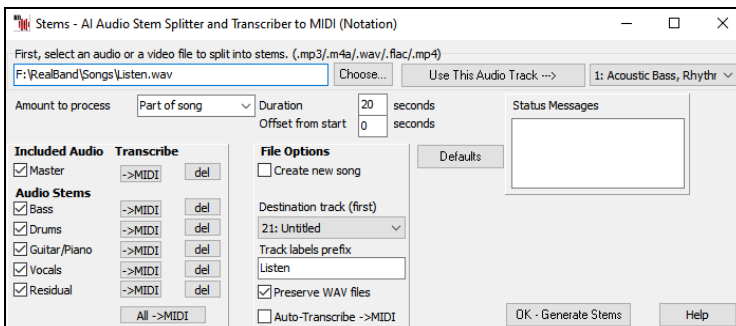 Stems - AI Audio Stem Splitter and Transcriber to MIDI (Notation)
First, select an audio or a video file to split into stems. (.mp3/.m4a/.wav/.flac/.mp4)
F:\RealBand\Songs\Listen.wav Choose... Use This Audio Track ---> 1: Acoustic Bass, Rhythr
Amount to process Part of song Duration 20 seconds Status Messages
Offset from start 0 seconds
Included Audio Transcribe File Options Defaults
Master ->MIDI del Create new song
Audio Stems
Bass ->MIDI del Destination track (first)
Drums ->MIDI del 21: Untitled
Guitar/Piano ->MIDI del Track labels prefix
Vocals ->MIDI del Listen
Residual ->MIDI del Preserve WAV files
All ->MIDI Auto-Transcribe ->MIDI OK - Generate Stems Help